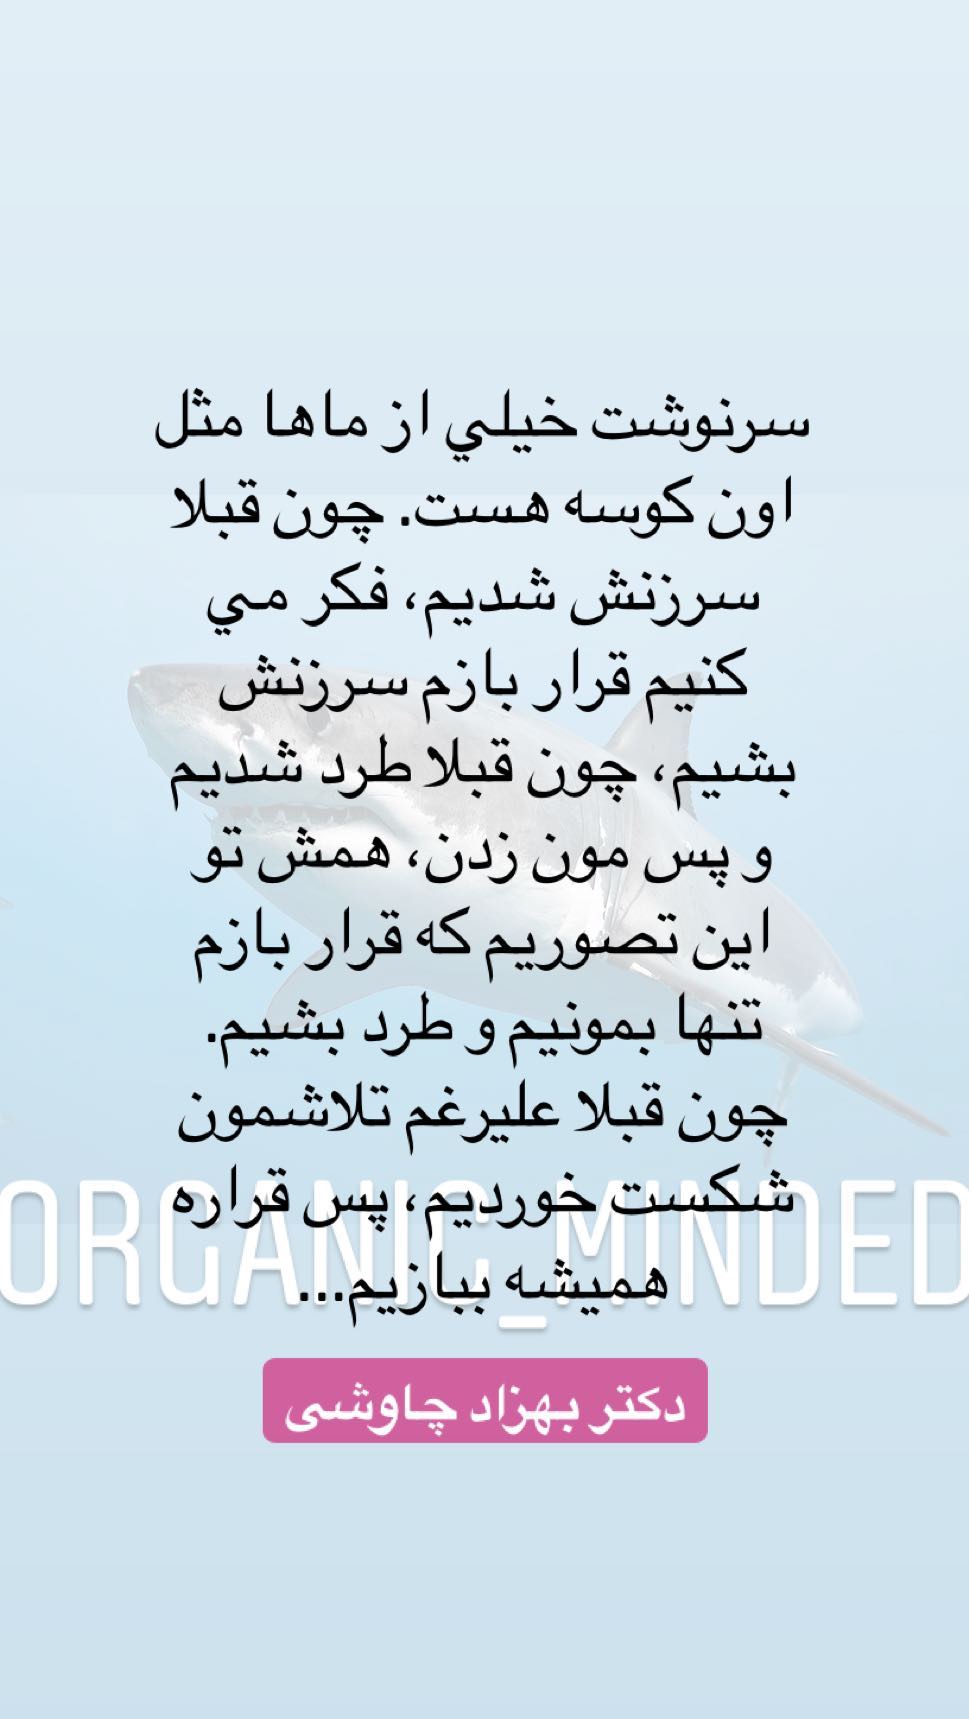 سرنوشت خيلي از ماها مثل
اون كوسه هست. چون قبلا
سرزنش شديم، فكر مي
كنيم قرار بازم سرزنش
بشيم، چون قبلا طرد شديم
و پس مون زدن، همش تو
اين تصوريم كه قرار بازم
تنها بمونيم و طرد بشيم.
چون قبلا عليرغم تلاشمون
شكست خورديم، پس قراره
هميشه ببازيم...
ORGANIC_MINDED
دکتر بهزاد چاوشی